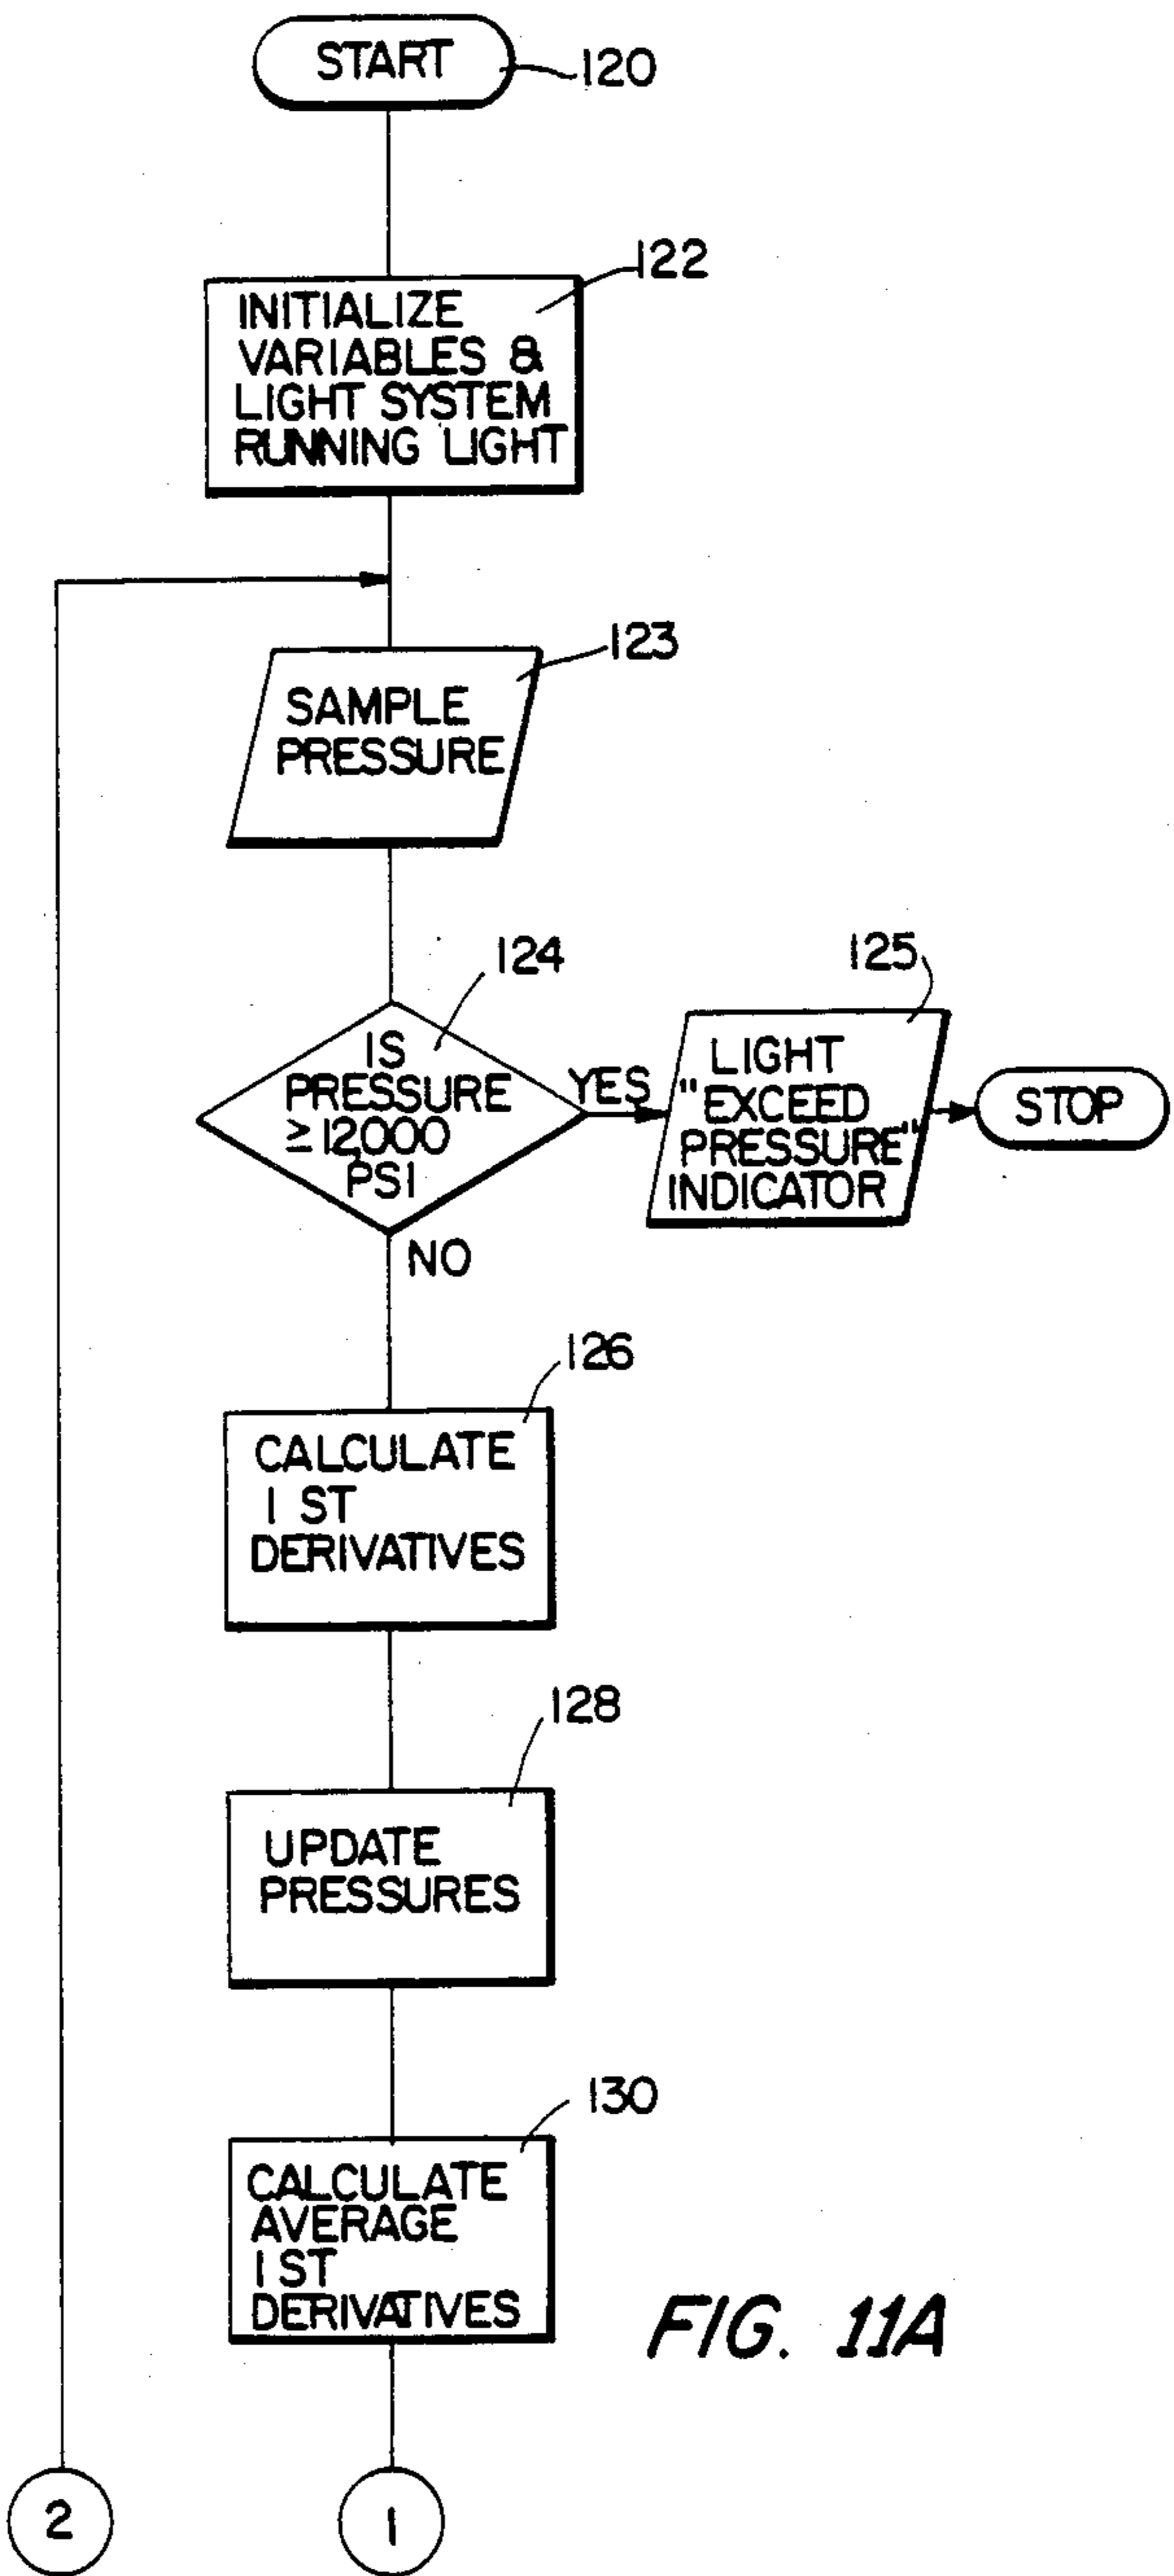 START
120
122
INITIALIZE
VARIABLES &
LIGHT SYSTEM
RUNNING LIGHT
123
SAMPLE
PRESSURE
124
IS
PRESSURE
≥12,000
PSI
YES
125
LIGHT
"EXCEED
PRESSURE"
INDICATOR
STOP
NO
126
CALCULATE
1 ST
DERIVATIVES
128
UPDATE
PRESSURES
130
CALCULATE
AVERAGE
1 ST
DERIVATIVES
FIG. 11A
2
1